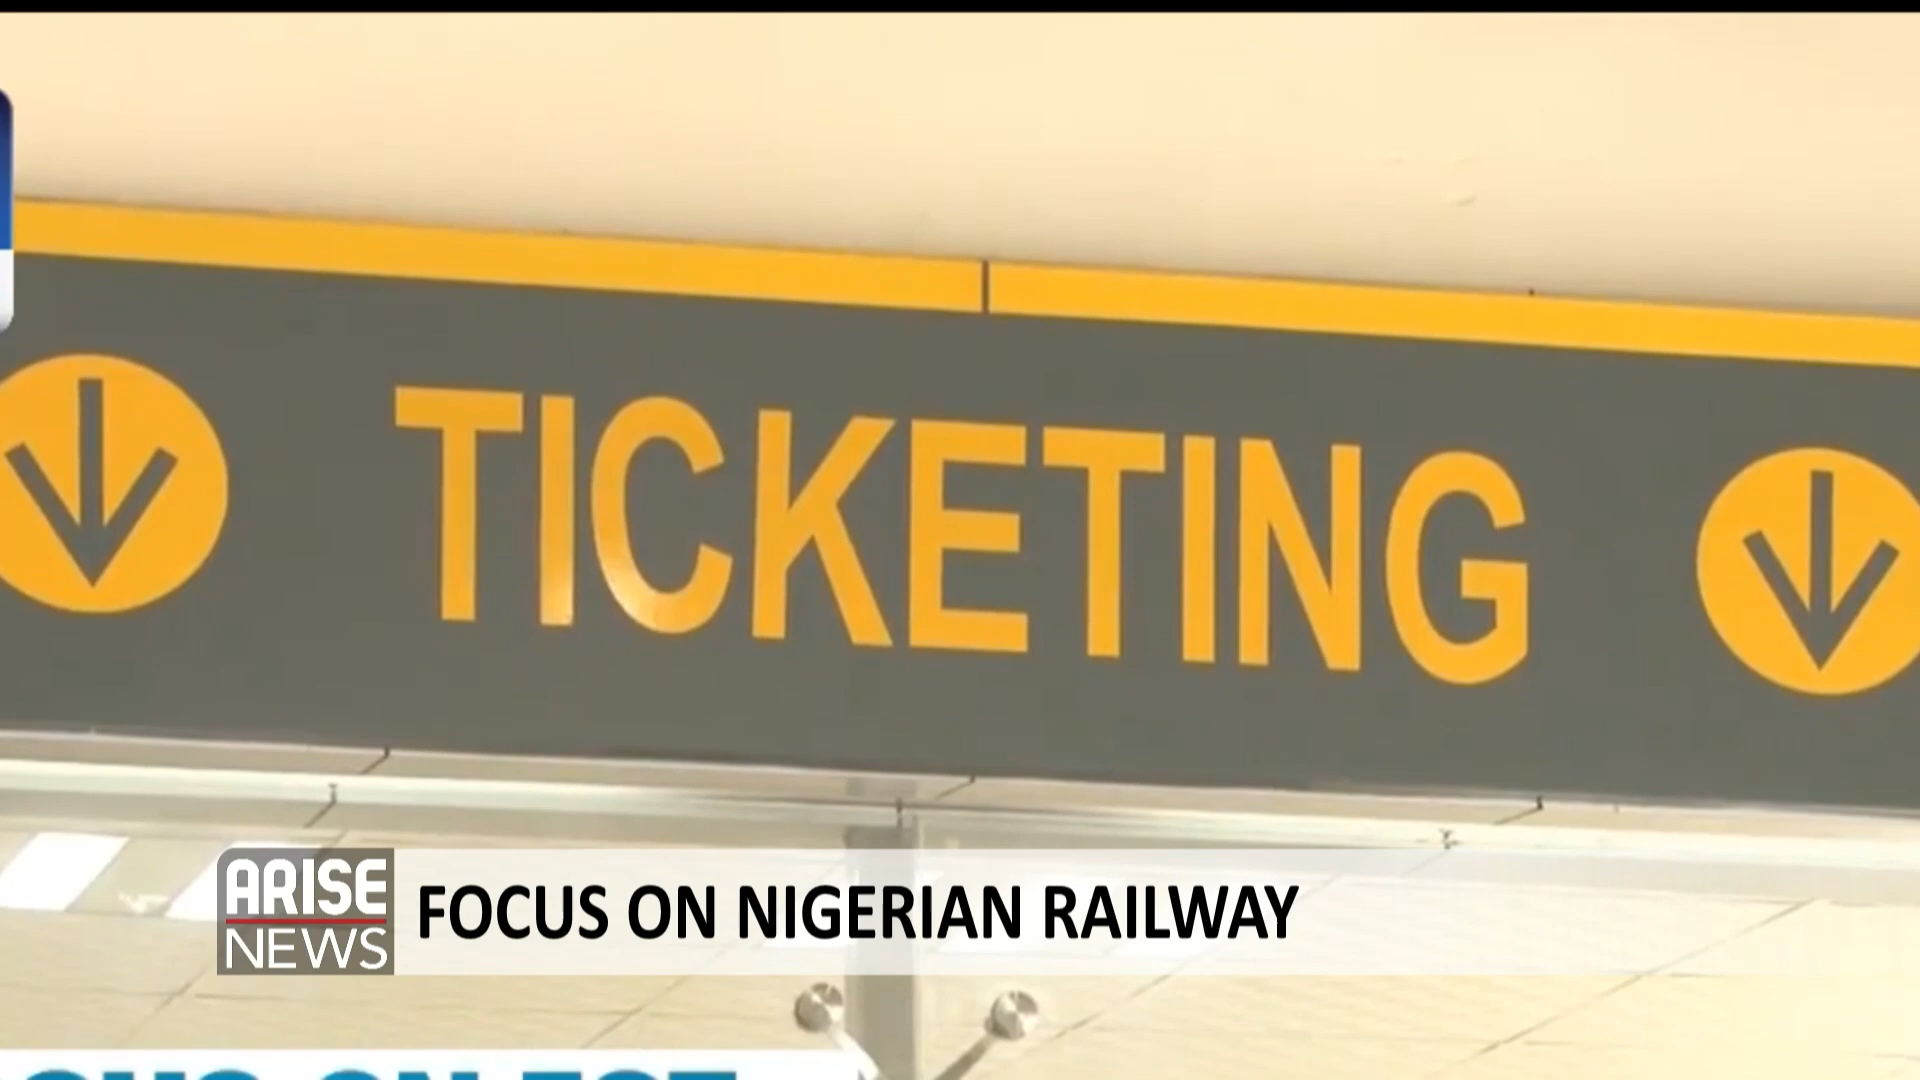 TICKETING
ARISE
NEWS
FOCUS ON NIGERIAN RAILWAY